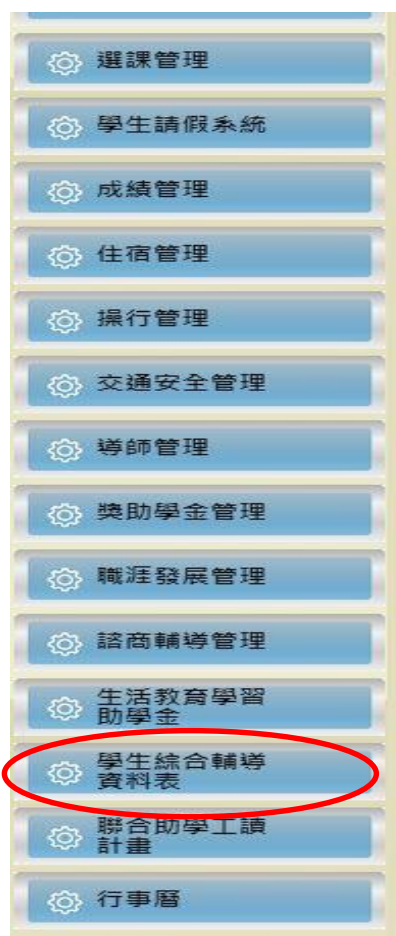 選課管理
學生請假系統
成績管理
住宿管理
操行管理
交通安全管理
導師管理
獎助學金管理
職涯發展管理
諮商輔導管理
生活教育學習
助學金
學生綜合輔導
資料表
聯合助學工讀
計畫
行事曆